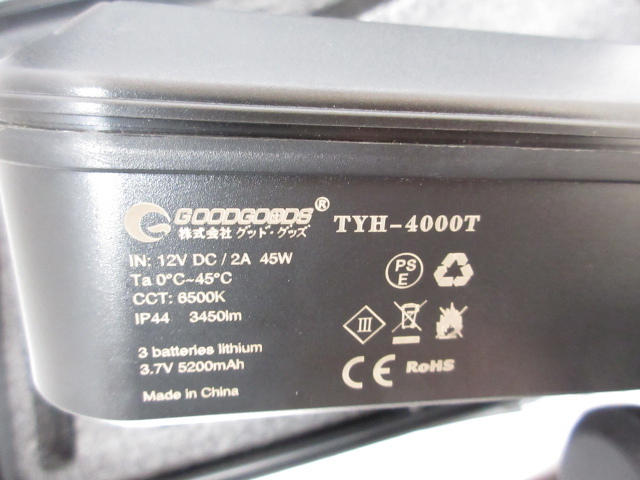 GOODGOODS®
株式会社 グッド・グッズ
TYH-4000T
IN: 12V DC / 2A 45W
Ta 0°C~45°C
CCT: 6500K
IP44 3450lm
3 batteries lithium
3.7V 5200mAh
Made in China
PS
E
III
CE RoHS